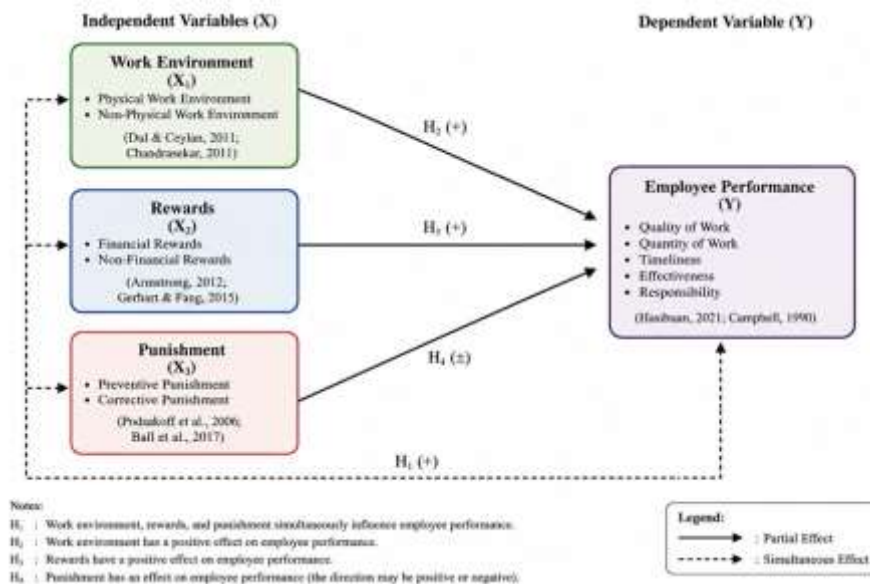 Independent Variables (X)
Dependent Variable (Y)
Work Environment
(X₁)
• Physical Work Environment
• Non-Physical Work Environment
(Dul & Ceylan, 2011;
Chandrasekar, 2011)
H₂ (+)
Rewards
(X₂)
• Financial Rewards
• Non-Financial Rewards
(Armstrong, 2012;
Gerhart & Fang, 2015)
H₃ (+)
Employee Performance
(Y)
• Quality of Work
• Quantity of Work
• Timeliness
• Effectiveness
• Responsibility
(Hasibuan, 2021; Campbell, 1990)
Punishment
(X₃)
• Preventive Punishment
• Corrective Punishment
(Podsakoff et al., 2006;
Ball et al., 2017)
H₄ (±)
H₁ (+)
Notes:
H₁ : Work environment, rewards, and punishment simultaneously influence employee performance.
H₂ : Work environment has a positive effect on employee performance.
H₃ : Rewards have a positive effect on employee performance.
H₄ : Punishment has an effect on employee performance (the direction may be positive or negative).
Legend:
: Partial Effect
: Simultaneous Effect